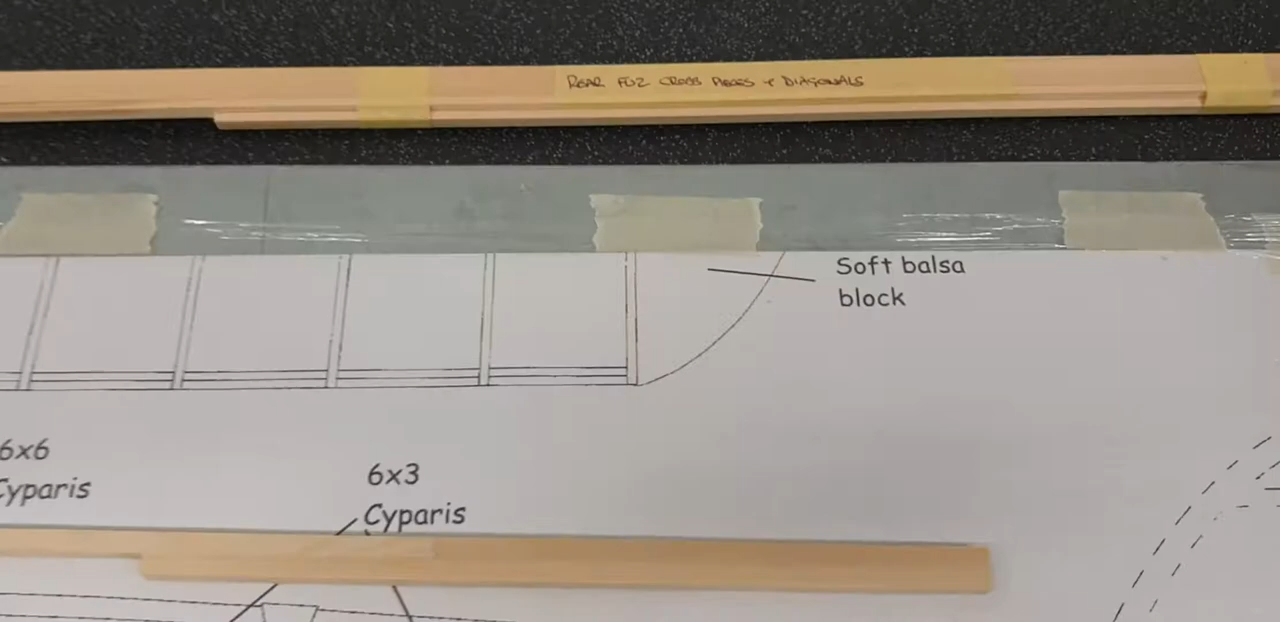 REAR FUZ CROSS PIECES + DIAGONALS
Soft balsa
block
6x6
Cyparis
6x3
Cyparis